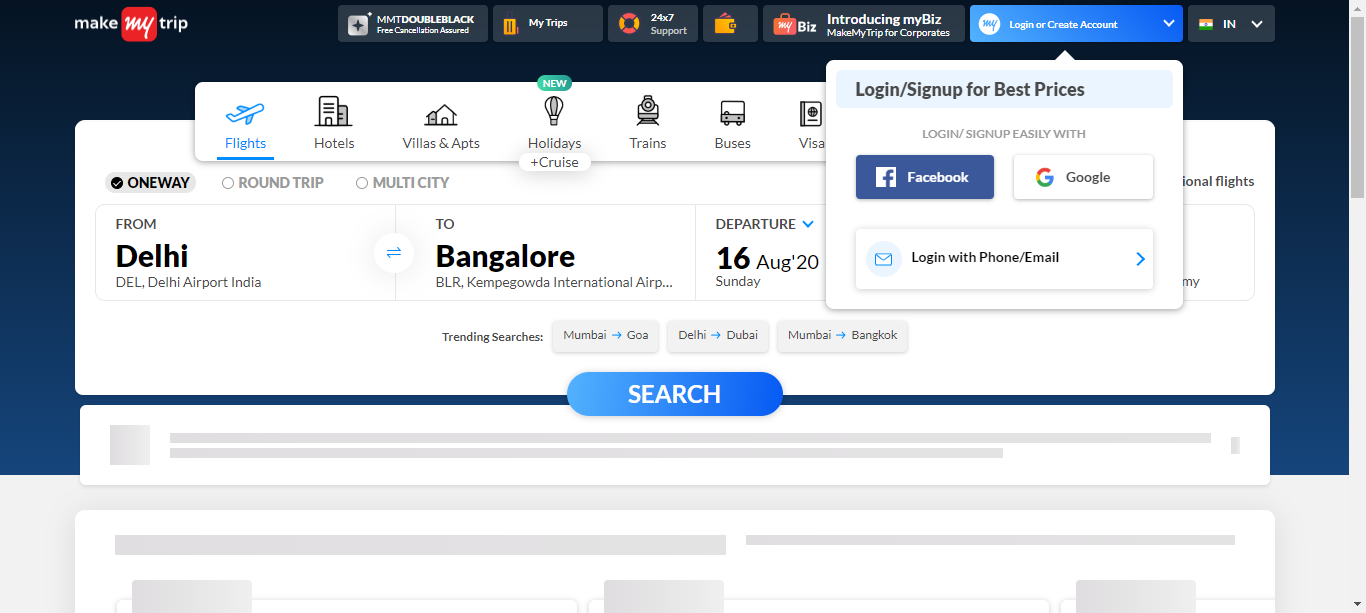 make my trip
MMTDOUBLEBLACK
Free Cancellation Assured
My Trips
24x7
Support
my Biz
Introducing myBiz
MakeMyTrip for Corporates
my
Login or Create Account
IN
Login/Signup for Best Prices
LOGIN/ SIGNUP EASILY WITH
Facebook
Google
Login with Phone/Email
NEW
Flights
Hotels
Villas & Apts
Holidays
+Cruise
Trains
Buses
Visa
ONEWAY
ROUND TRIP
MULTI CITY
ional flights
FROM
Delhi
DEL, Delhi Airport India
TO
Bangalore
BLR, Kempegowda International Airp...
DEPARTURE
16 Aug'20
Sunday
my
Trending Searches:
Mumbai → Goa
Delhi → Dubai
Mumbai → Bangkok
SEARCH